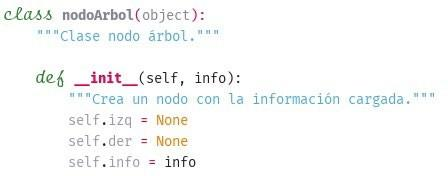 class nodoArbol(object):
    """Clase nodo árbol."""

    def __init__(self, info):
        """Crea un nodo con la información cargada."""
        self.izq = None
        self.der = None
        self.info = info